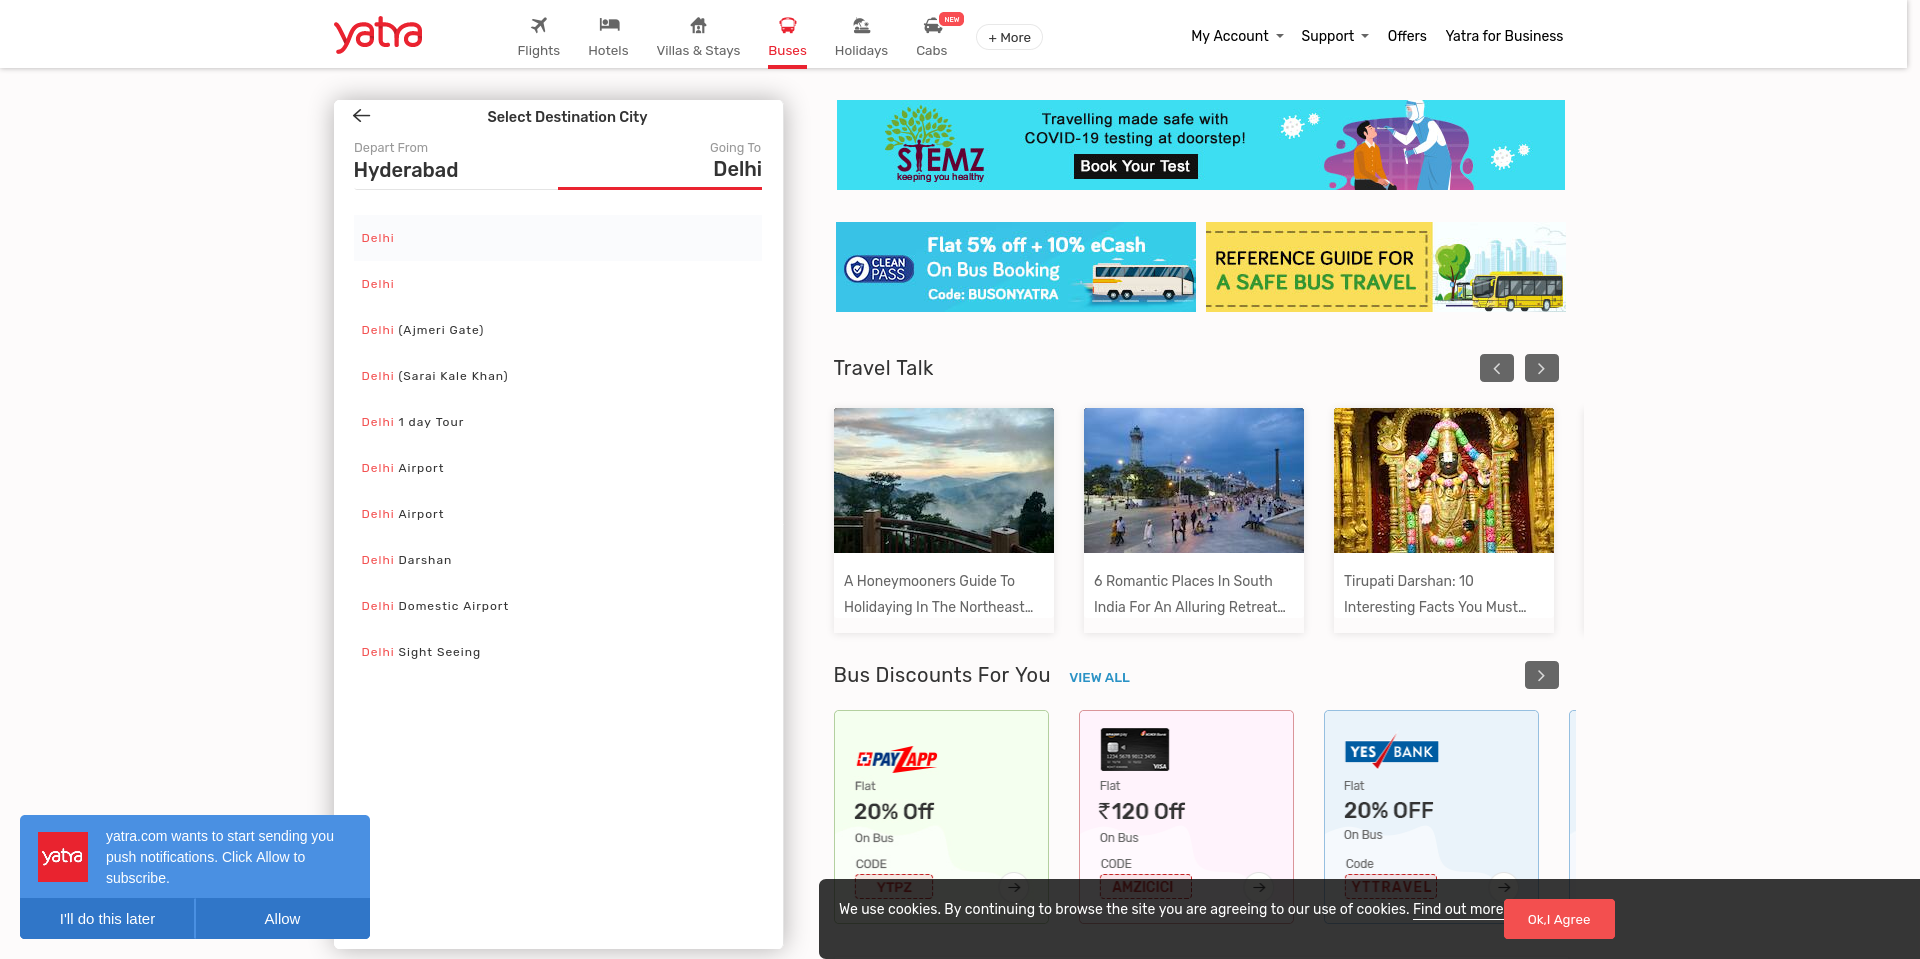 yatra
Flights
Hotels
Villas & Stays
Buses
Holidays
NEW
Cabs
+ More
My Account
Support
Offers
Yatra for Business
Select Destination City
Depart From
Hyderabad
Going To
Delhi
Delhi
Delhi
Delhi (Ajmeri Gate)
Delhi (Sarai Kale Khan)
Delhi 1 day Tour
Delhi Airport
Delhi Airport
Delhi Darshan
Delhi Domestic Airport
Delhi Sight Seeing
STEMZ
keeping you healthy
Travelling made safe with
COVID-19 testing at doorstep!
Book Your Test
CLEAN
PASS
Flat 5% off + 10% eCash
On Bus Booking
Code: BUSONYATRA
REFERENCE GUIDE FOR
A SAFE BUS TRAVEL
Travel Talk
A Honeymooners Guide To
Holidaying In The Northeast...
6 Romantic Places In South
India For An Alluring Retreat...
Tirupati Darshan: 10
Interesting Facts You Must...
Bus Discounts For You
VIEW ALL
PAYZAPP
Flat
20% Off
On Bus
CODE
YTPZ
VISA
Flat
₹120 Off
On Bus
CODE
AMZICICI
YES BANK
Flat
20% OFF
On Bus
Code
YTTRAVEL
yatra
yatra.com wants to start sending you
push notifications. Click Allow to
subscribe.
I'll do this later
Allow
We use cookies. By continuing to browse the site you are agreeing to our use of cookies. Find out more
Ok,I Agree